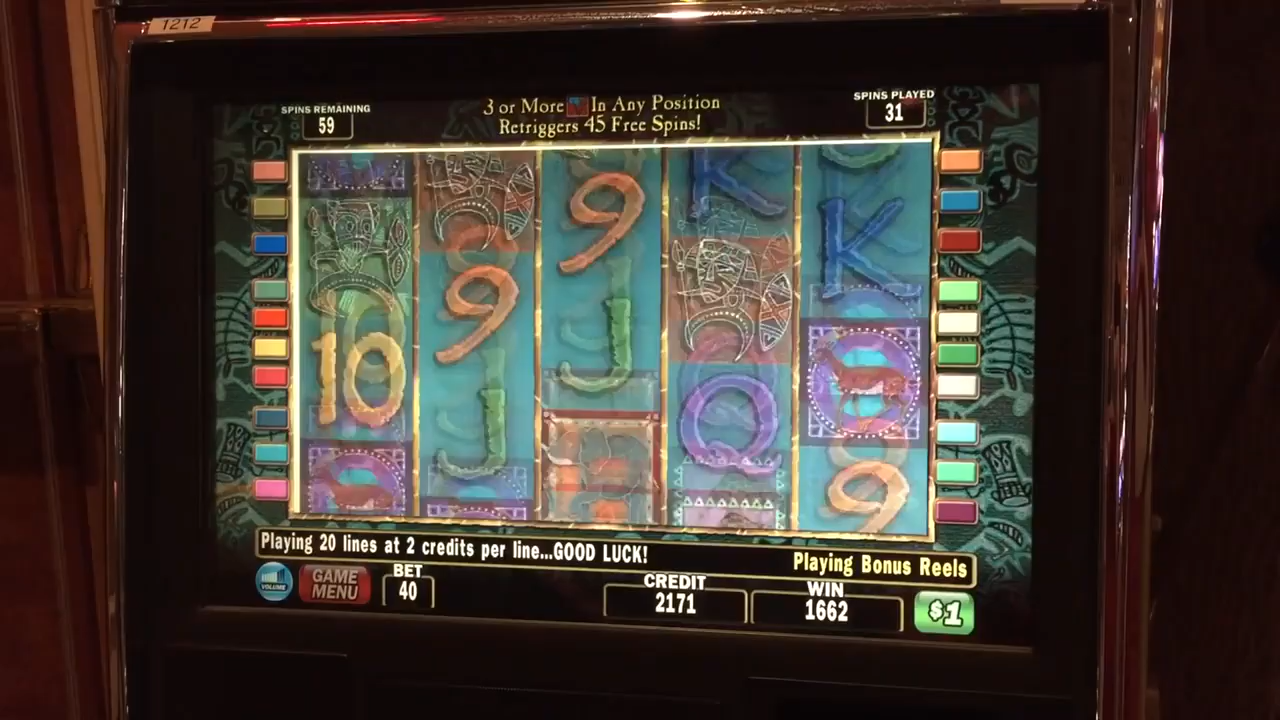 1212
SPINS REMAINING
59
3 or More In Any Position
Retriggers 45 Free Spins!
SPINS PLAYED
31
9 K
9 K
10 J
J Q
9
Playing 20 lines at 2 credits per line...GOOD LUCK!
Playing Bonus Reels
VOLUME
GAME
MENU
BET
40
CREDIT
2171
WIN
1662
$1